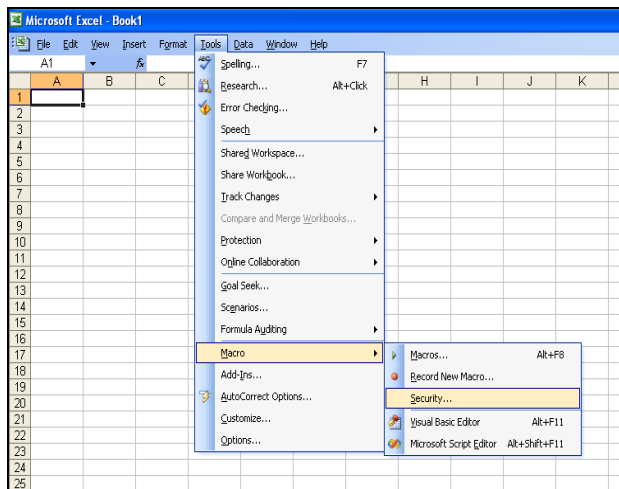 Microsoft Excel - Book1
File Edit View Insert Format Tools Data Window Help
A1 fx
A B C H I J K
Spelling... F7
Research... Alt+Click
Error Checking...
Speech
Shared Workspace...
Share Workbook...
Track Changes
Compare and Merge Workbooks...
Protection
Online Collaboration
Goal Seek...
Scenarios...
Formula Auditing
Macro
Add-Ins...
AutoCorrect Options...
Customize...
Options...
Macros... Alt+F8
Record New Macro...
Security...
Visual Basic Editor Alt+F11
Microsoft Script Editor Alt+Shift+F11
1
2
3
4
5
6
7
8
9
10
11
12
13
14
15
16
17
18
19
20
21
22
23
24
25